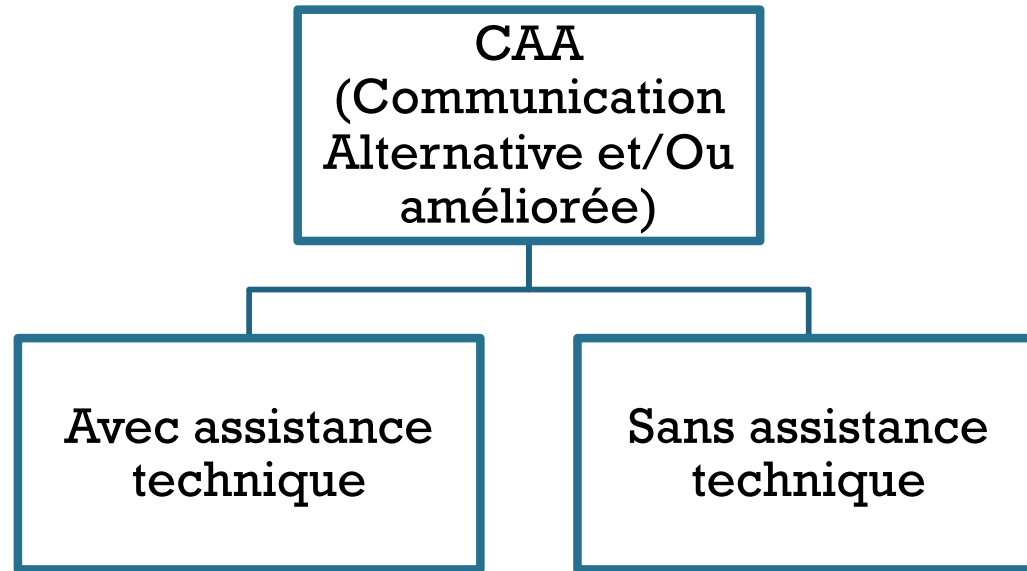 CAA
(Communication
Alternative et/Ou
améliorée)
Avec assistance
technique
Sans assistance
technique